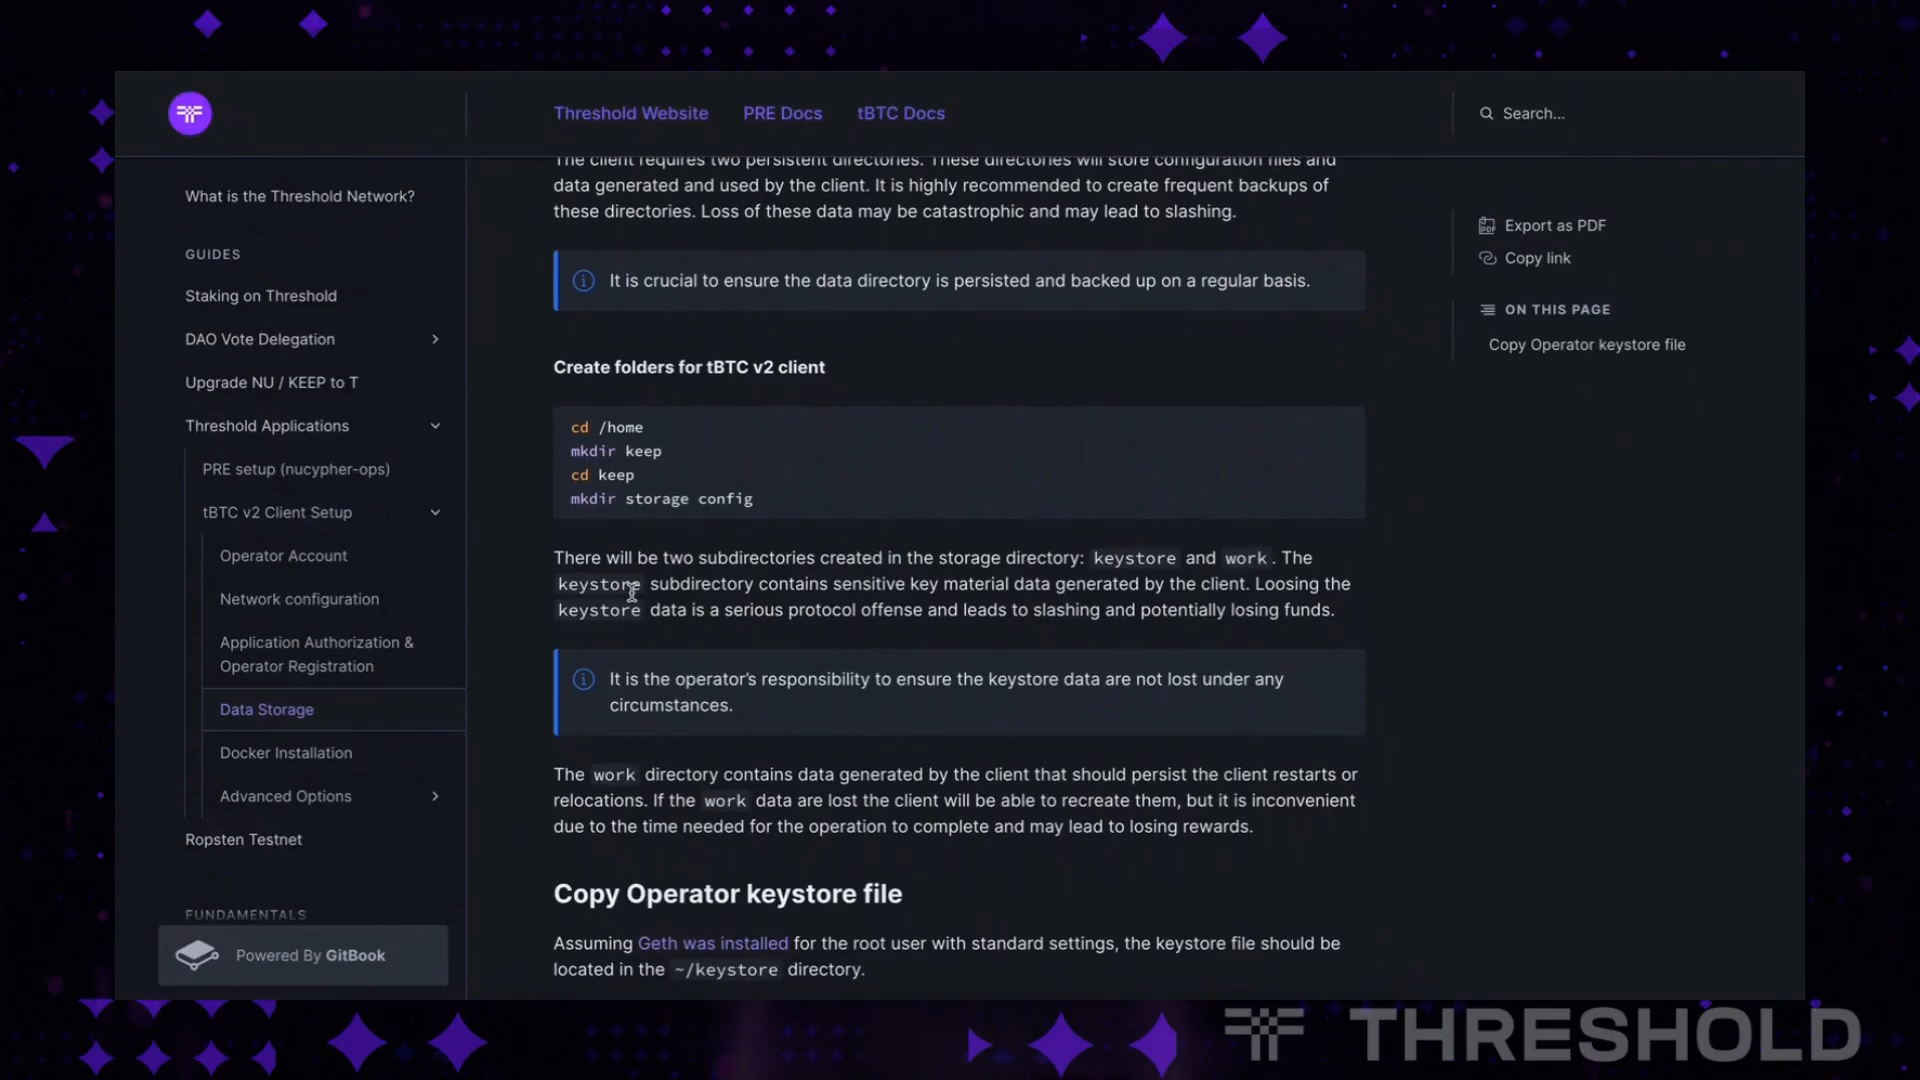 Threshold Website PRE Docs tBTC Docs
Search...
What is the Threshold Network?
GUIDES
Staking on Threshold
DAO Vote Delegation
Upgrade NU / KEEP to T
Threshold Applications
PRE setup (nucypher-ops)
tBTC v2 Client Setup
Operator Account
Network configuration
Application Authorization &
Operator Registration
Data Storage
Docker Installation
Advanced Options
Ropsten Testnet
FUNDAMENTALS
Powered By GitBook
The client requires two persistent directories. These directories will store configuration files and
data generated and used by the client. It is highly recommended to create frequent backups of
these directories. Loss of these data may be catastrophic and may lead to slashing.
It is crucial to ensure the data directory is persisted and backed up on a regular basis.
Create folders for tBTC v2 client
cd /home
mkdir keep
cd keep
mkdir storage config
There will be two subdirectories created in the storage directory: keystore and work. The
keystore subdirectory contains sensitive key material data generated by the client. Loosing the
keystore data is a serious protocol offense and leads to slashing and potentially losing funds.
It is the operator's responsibility to ensure the keystore data are not lost under any
circumstances.
The work directory contains data generated by the client that should persist the client restarts or
relocations. If the work data are lost the client will be able to recreate them, but it is inconvenient
due to the time needed for the operation to complete and may lead to losing rewards.
Copy Operator keystore file
Assuming Geth was installed for the root user with standard settings, the keystore file should be
located in the ~/keystore directory.
Export as PDF
Copy link
ON THIS PAGE
Copy Operator keystore file
THRESHOLD